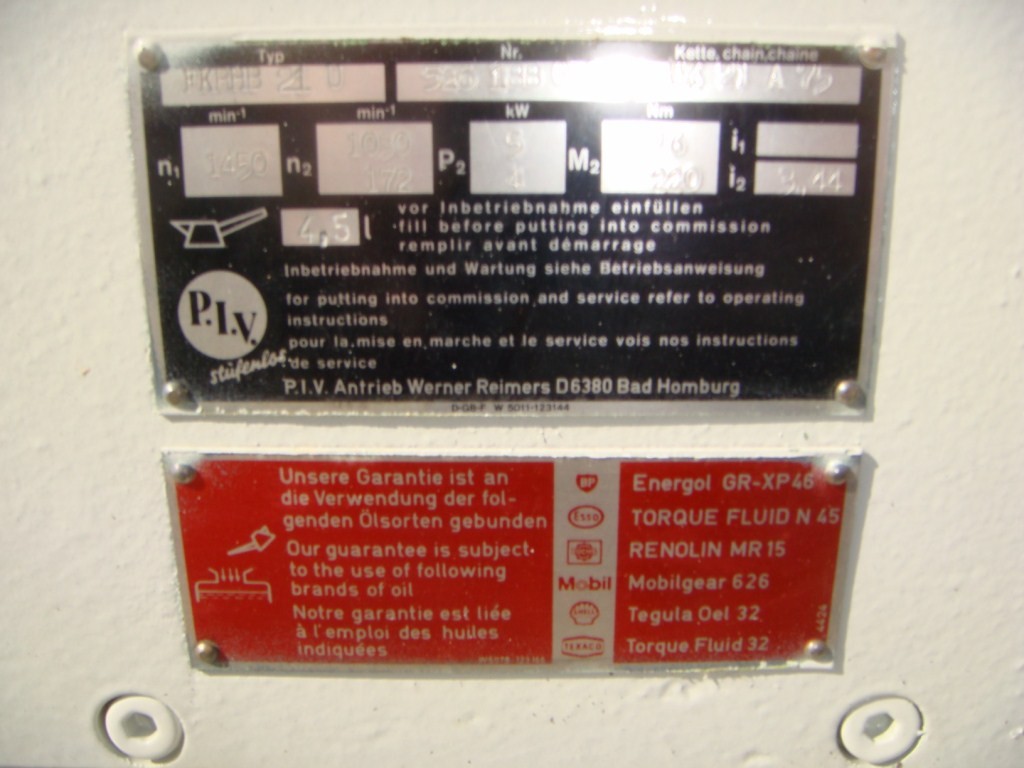 Typ Nr. Kette, chain, chaine
A 75
min-1 min-1 kW Nm
n1 1450 n2 172 P2 M2 i1
i2
4,5 l vor Inbetriebnahme einfüllen
fill before putting into commission
remplir avant démarrage
Inbetriebnahme und Wartung siehe Betriebsanweisung
for putting into commission and service refer to operating
instructions
pour la mise en marche et le service vois nos instructions
de service
P.I.V.
stufenlos
P.I.V. Antrieb Werner Reimers D6380 Bad Homburg
D-GB-F W 5011-123144
Unsere Garantie ist an
die Verwendung der fol-
genden Ölsorten gebunden
Our guarantee is subject
to the use of following
brands of oil
Notre garantie est liée
à l'emploi des huiles
indiquées
BP Energol GR-XP46
Esso TORQUE FLUID N 45
RENOLIN MR 15
Mobil Mobilgear 626
SHELL Tegula Oel 32
TEXACO Torque Fluid 32